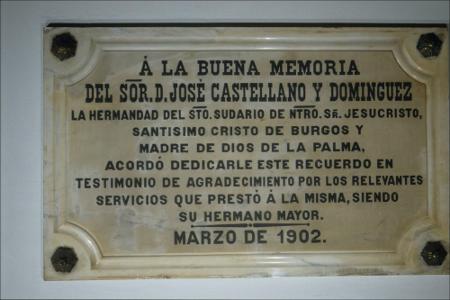 Á LA BUENA MEMORIA
DEL SOR. D. JOSÉ CASTELLANO Y DOMINGUEZ
LA HERMANDAD DEL STO. SUDARIO DE NTRO. SR. JESUCRISTO,
SANTISIMO CRISTO DE BURGOS Y
MADRE DE DIOS DE LA PALMA,
ACORDÓ DEDICARLE ESTE RECUERDO EN
TESTIMONIO DE AGRADECIMIENTO POR LOS RELEVANTES
SERVICIOS QUE PRESTÓ Á LA MISMA, SIENDO
SU HERMANO MAYOR.
MARZO DE 1902.